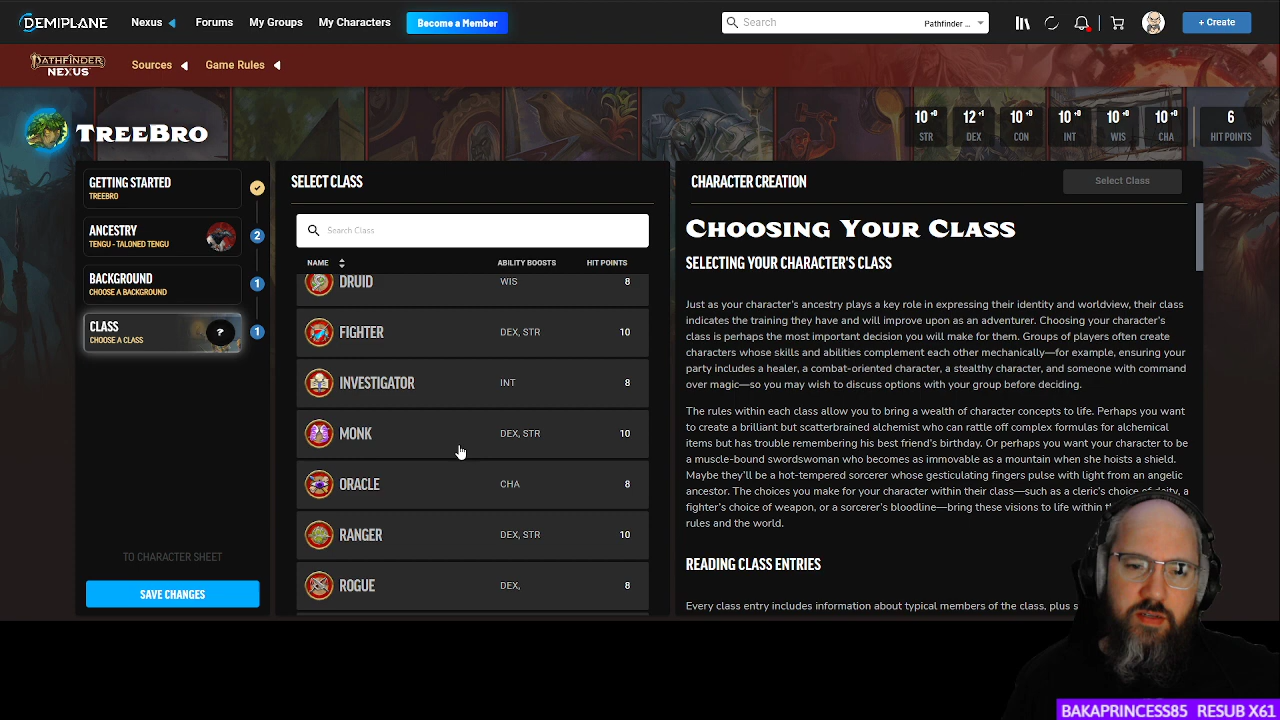 DEMIPLANE
Nexus
Forums
My Groups
My Characters
Become a Member
Search
Pathfinder ...
+ Create
PATHFINDER
NEXUS
Sources
Game Rules
TREEBRO
10 +0
STR
12 +1
DEX
10 +0
CON
10 +0
INT
10 +0
WIS
10 +0
CHA
6
HIT POINTS
GETTING STARTED
TREEBRO
ANCESTRY
TENGU - TALONED TENGU
2
BACKGROUND
CHOOSE A BACKGROUND
1
CLASS
CHOOSE A CLASS
?
1
TO CHARACTER SHEET
SAVE CHANGES
SELECT CLASS
Search Class
NAME ABILITY BOOSTS HIT POINTS
DRUID WIS 8
FIGHTER DEX, STR 10
INVESTIGATOR INT 8
MONK DEX, STR 10
ORACLE CHA 8
RANGER DEX, STR 10
ROGUE DEX, 8
CHARACTER CREATION
Select Class
CHOOSING YOUR CLASS
SELECTING YOUR CHARACTER'S CLASS
Just as your character's ancestry plays a key role in expressing their identity and worldview, their class
indicates the training they have and will improve upon as an adventurer. Choosing your character's
class is perhaps the most important decision you will make for them. Groups of players often create
characters whose skills and abilities complement each other mechanically—for example, ensuring your
party includes a healer, a combat-oriented character, a stealthy character, and someone with command
over magic—so you may wish to discuss options with your group before deciding.
The rules within each class allow you to bring a wealth of character concepts to life. Perhaps you want
to create a brilliant but scatterbrained alchemist who can rattle off complex formulas for alchemical
items but has trouble remembering his best friend's birthday. Or perhaps you want your character to be
a muscle-bound swordswoman who becomes as immovable as a mountain when she hoists a shield.
Maybe they'll be a hot-tempered sorcerer whose gesticulating fingers pulse with light from an angelic
ancestor. The choices you make for your character within their class—such as a cleric's choice of deity, a
fighter's choice of weapon, or a sorcerer's bloodline—bring these visions to life within th
rules and the world.
READING CLASS ENTRIES
Every class entry includes information about typical members of the class, plus s
BAKAPRINCESS85 RESUB X61